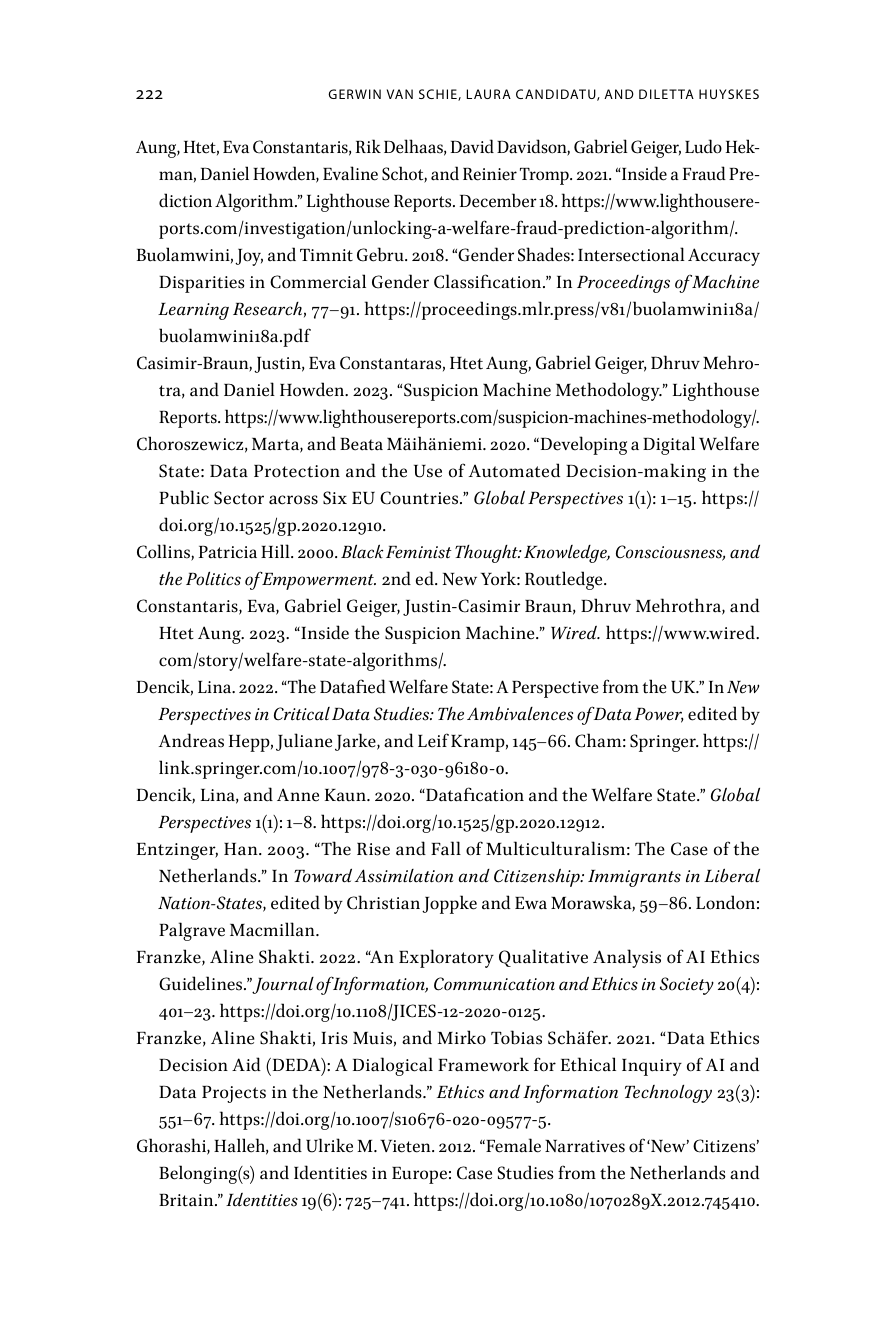 222
GERWIN VAN SCHIE, LAURA CANDIDATU, AND DILETTA HUYSKES
Aung, Htet, Eva Constantaris, Rik Delhaas, David Davidson, Gabriel Geiger, Ludo Hek-
man, Daniel Howden, Evaline Schot, and Reinier Tromp. 2021. “Inside a Fraud Pre-
diction Algorithm.” Lighthouse Reports. December 18. https://www.lighthousere-
ports.com/investigation/unlocking-a-welfare-fraud-prediction-algorithm/.
Buolamwini, Joy, and Timnit Gebru. 2018. “Gender Shades: Intersectional Accuracy
Disparities in Commercial Gender Classification.” In Proceedings of Machine
Learning Research, 77–91. https://proceedings.mlr.press/v81/buolamwini18a/
buolamwini18a.pdf
Casimir-Braun, Justin, Eva Constantaras, Htet Aung, Gabriel Geiger, Dhruv Mehro-
tra, and Daniel Howden. 2023. “Suspicion Machine Methodology.” Lighthouse
Reports. https://www.lighthousereports.com/suspicion-machines-methodology/.
Choroszewicz, Marta, and Beata Mäihäniemi. 2020. “Developing a Digital Welfare
State: Data Protection and the Use of Automated Decision-making in the
Public Sector across Six EU Countries.” Global Perspectives 1(1): 1–15. https://
doi.org/10.1525/gp.2020.12910.
Collins, Patricia Hill. 2000. Black Feminist Thought: Knowledge, Consciousness, and
the Politics of Empowerment. 2nd ed. New York: Routledge.
Constantaris, Eva, Gabriel Geiger, Justin-Casimir Braun, Dhruv Mehrothra, and
Htet Aung. 2023. “Inside the Suspicion Machine.” Wired. https://www.wired.
com/story/welfare-state-algorithms/.
Dencik, Lina. 2022. “The Datafied Welfare State: A Perspective from the UK.” In New
Perspectives in Critical Data Studies: The Ambivalences of Data Power, edited by
Andreas Hepp, Juliane Jarke, and Leif Kramp, 145–66. Cham: Springer. https://
link.springer.com/10.1007/978-3-030-96180-0.
Dencik, Lina, and Anne Kaun. 2020. “Datafication and the Welfare State.” Global
Perspectives 1(1): 1–8. https://doi.org/10.1525/gp.2020.12912.
Entzinger, Han. 2003. “The Rise and Fall of Multiculturalism: The Case of the
Netherlands.” In Toward Assimilation and Citizenship: Immigrants in Liberal
Nation-States, edited by Christian Joppke and Ewa Morawska, 59–86. London:
Palgrave Macmillan.
Franzke, Aline Shakti. 2022. “An Exploratory Qualitative Analysis of AI Ethics
Guidelines.” Journal of Information, Communication and Ethics in Society 20(4):
401–23. https://doi.org/10.1108/JICES-12-2020-0125.
Franzke, Aline Shakti, Iris Muis, and Mirko Tobias Schäfer. 2021. “Data Ethics
Decision Aid (DEDA): A Dialogical Framework for Ethical Inquiry of AI and
Data Projects in the Netherlands.” Ethics and Information Technology 23(3):
551–67. https://doi.org/10.1007/s10676-020-09577-5.
Ghorashi, Halleh, and Ulrike M. Vieten. 2012. “Female Narratives of ‘New’ Citizens’
Belonging(s) and Identities in Europe: Case Studies from the Netherlands and
Britain.” Identities 19(6): 725–741. https://doi.org/10.1080/1070289X.2012.745410.